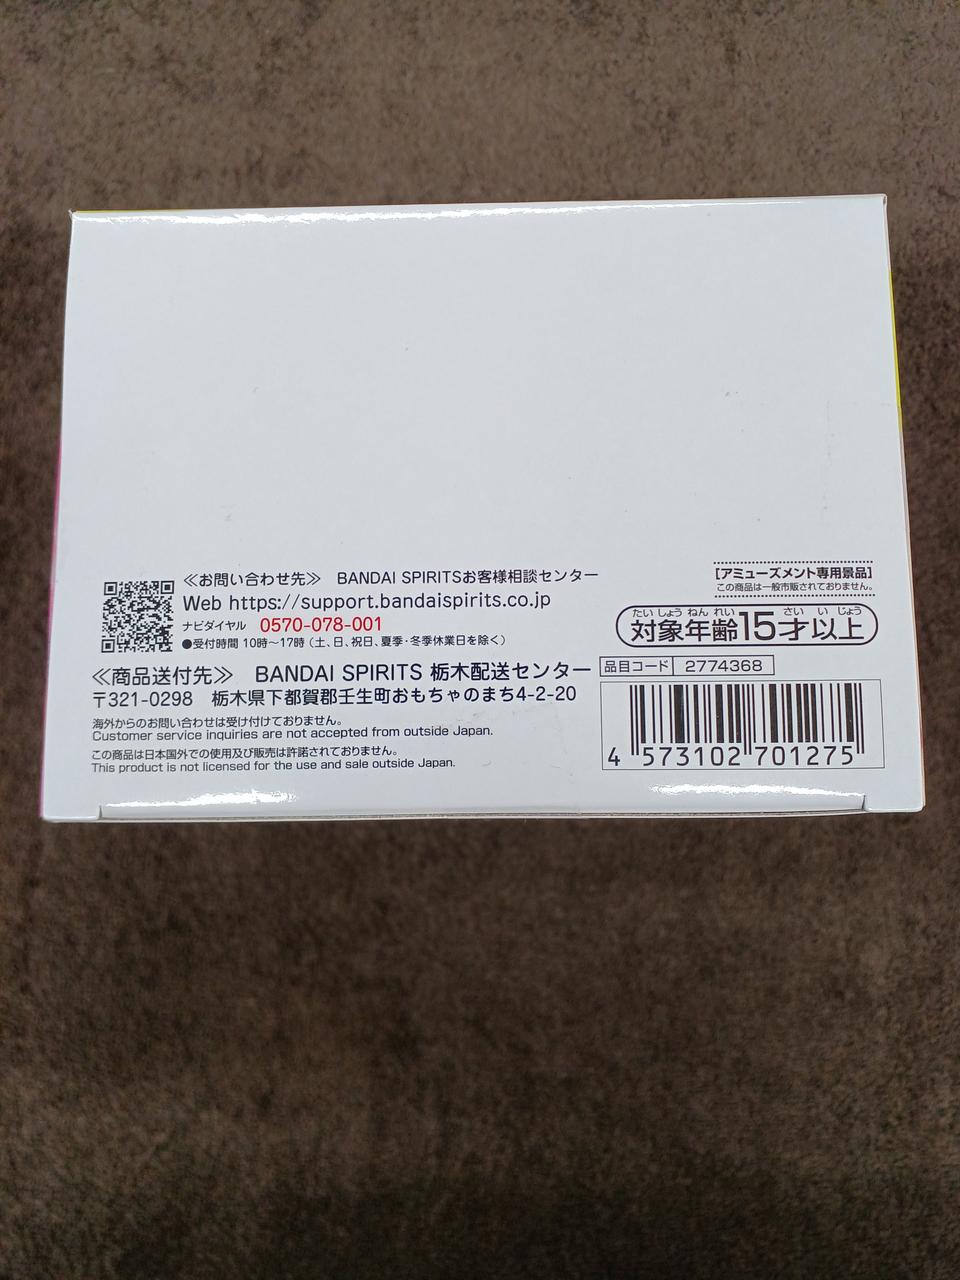 ≪お問い合わせ先≫ BANDAI SPIRITSお客様相談センター
Web https://support.bandaispirits.co.jp
ナビダイヤル 0570-078-001
●受付時間 10時～17時（土、日、祝日、夏季・冬季休業日を除く）
≪商品送付先≫ BANDAI SPIRITS 栃木配送センター
〒321-0298 栃木県下都賀郡壬生町おもちゃのまち4-2-20
海外からのお問い合わせは受け付けておりません。
Customer service inquiries are not accepted from outside Japan.
この商品は日本国外での使用及び販売は許諾されておりません。
This product is not licensed for the use and sale outside Japan.
[アミューズメント専用景品]
この商品は一般市販されておりません。
たいしょうねんれい さいいじょう
対象年齢15才以上
品目コード 2774368
4 573102 701275